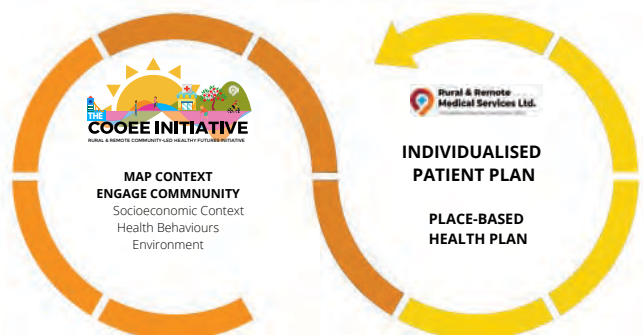 THE
COOEE INITIATIVE
RURAL & REMOTE COMMUNITY-LED HEALTHY FUTURES INITIATIVE
MAP CONTEXT
ENGAGE COMMNUNITY
Socioeconomic Context
Health Behaviours
Environment
Rural & Remote
Medical Services Ltd.
INDIVIDUALISED
PATIENT PLAN
PLACE-BASED
HEALTH PLAN